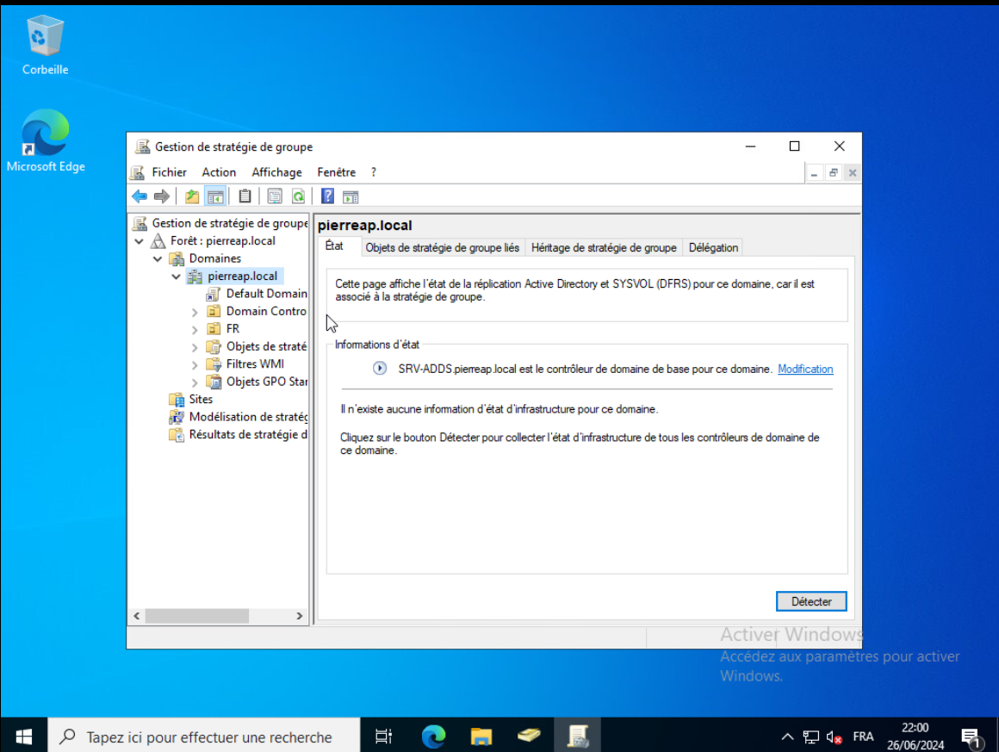 Corbeille
Microsoft Edge
Gestion de stratégie de groupe
Fichier Action Affichage Fenêtre ?
Gestion de stratégie de groupe
Forêt : pierreap.local
Domaines
pierreap.local
Default Domain
Domain Contro
FR
Objets de straté
Filtres WMI
Objets GPO Star
Sites
Modélisation de stratég
Résultats de stratégie d
pierreap.local
État Objets de stratégie de groupe liés Héritage de stratégie de groupe Délégation
Cette page affiche l'état de la réplication Active Directory et SYSVOL (DFRS) pour ce domaine, car il est
associé à la stratégie de groupe.
Informations d'état
SRV-ADDS.pierreap.local est le contrôleur de domaine de base pour ce domaine. Modification
Il n'existe aucune information d'état d'infrastructure pour ce domaine.
Cliquez sur le bouton Détecter pour collecter l'état d'infrastructure de tous les contrôleurs de domaine de
ce domaine.
Détecter
Activer Windows
Accédez aux paramètres pour activer
Windows.
Tapez ici pour effectuer une recherche
FRA
22:00
26/06/2024
1